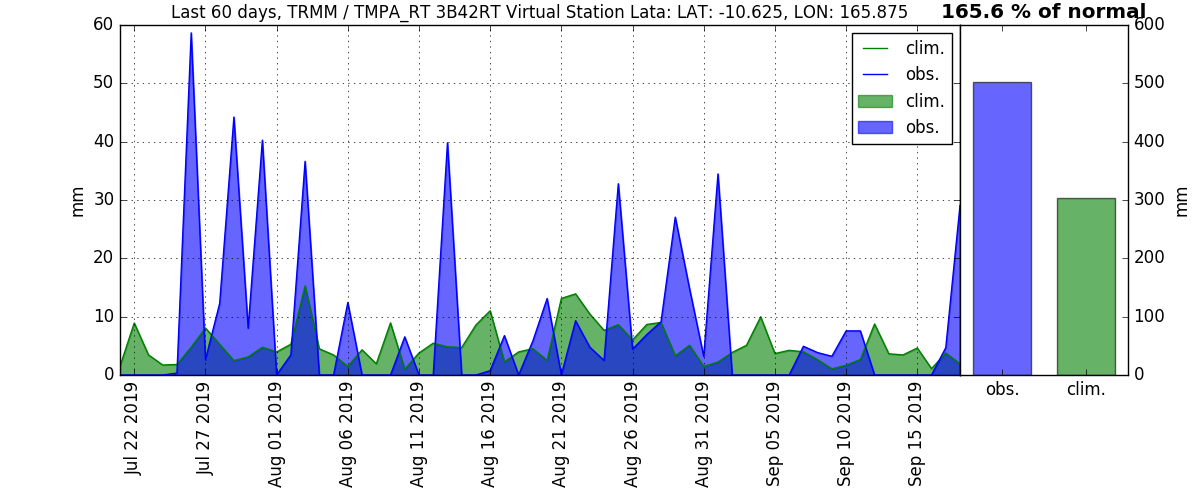 Last 60 days, TRMM / TMPA_RT 3B42RT Virtual Station Lata: LAT: -10.625, LON: 165.875
165.6 % of normal
60
50
40
30
20
10
0
mm
clim.
obs.
clim.
obs.
Jul 22 2019
Jul 27 2019
Aug 01 2019
Aug 06 2019
Aug 11 2019
Aug 16 2019
Aug 21 2019
Aug 26 2019
Aug 31 2019
Sep 05 2019
Sep 10 2019
Sep 15 2019
600
500
400
300
200
100
0
mm
obs.
clim.